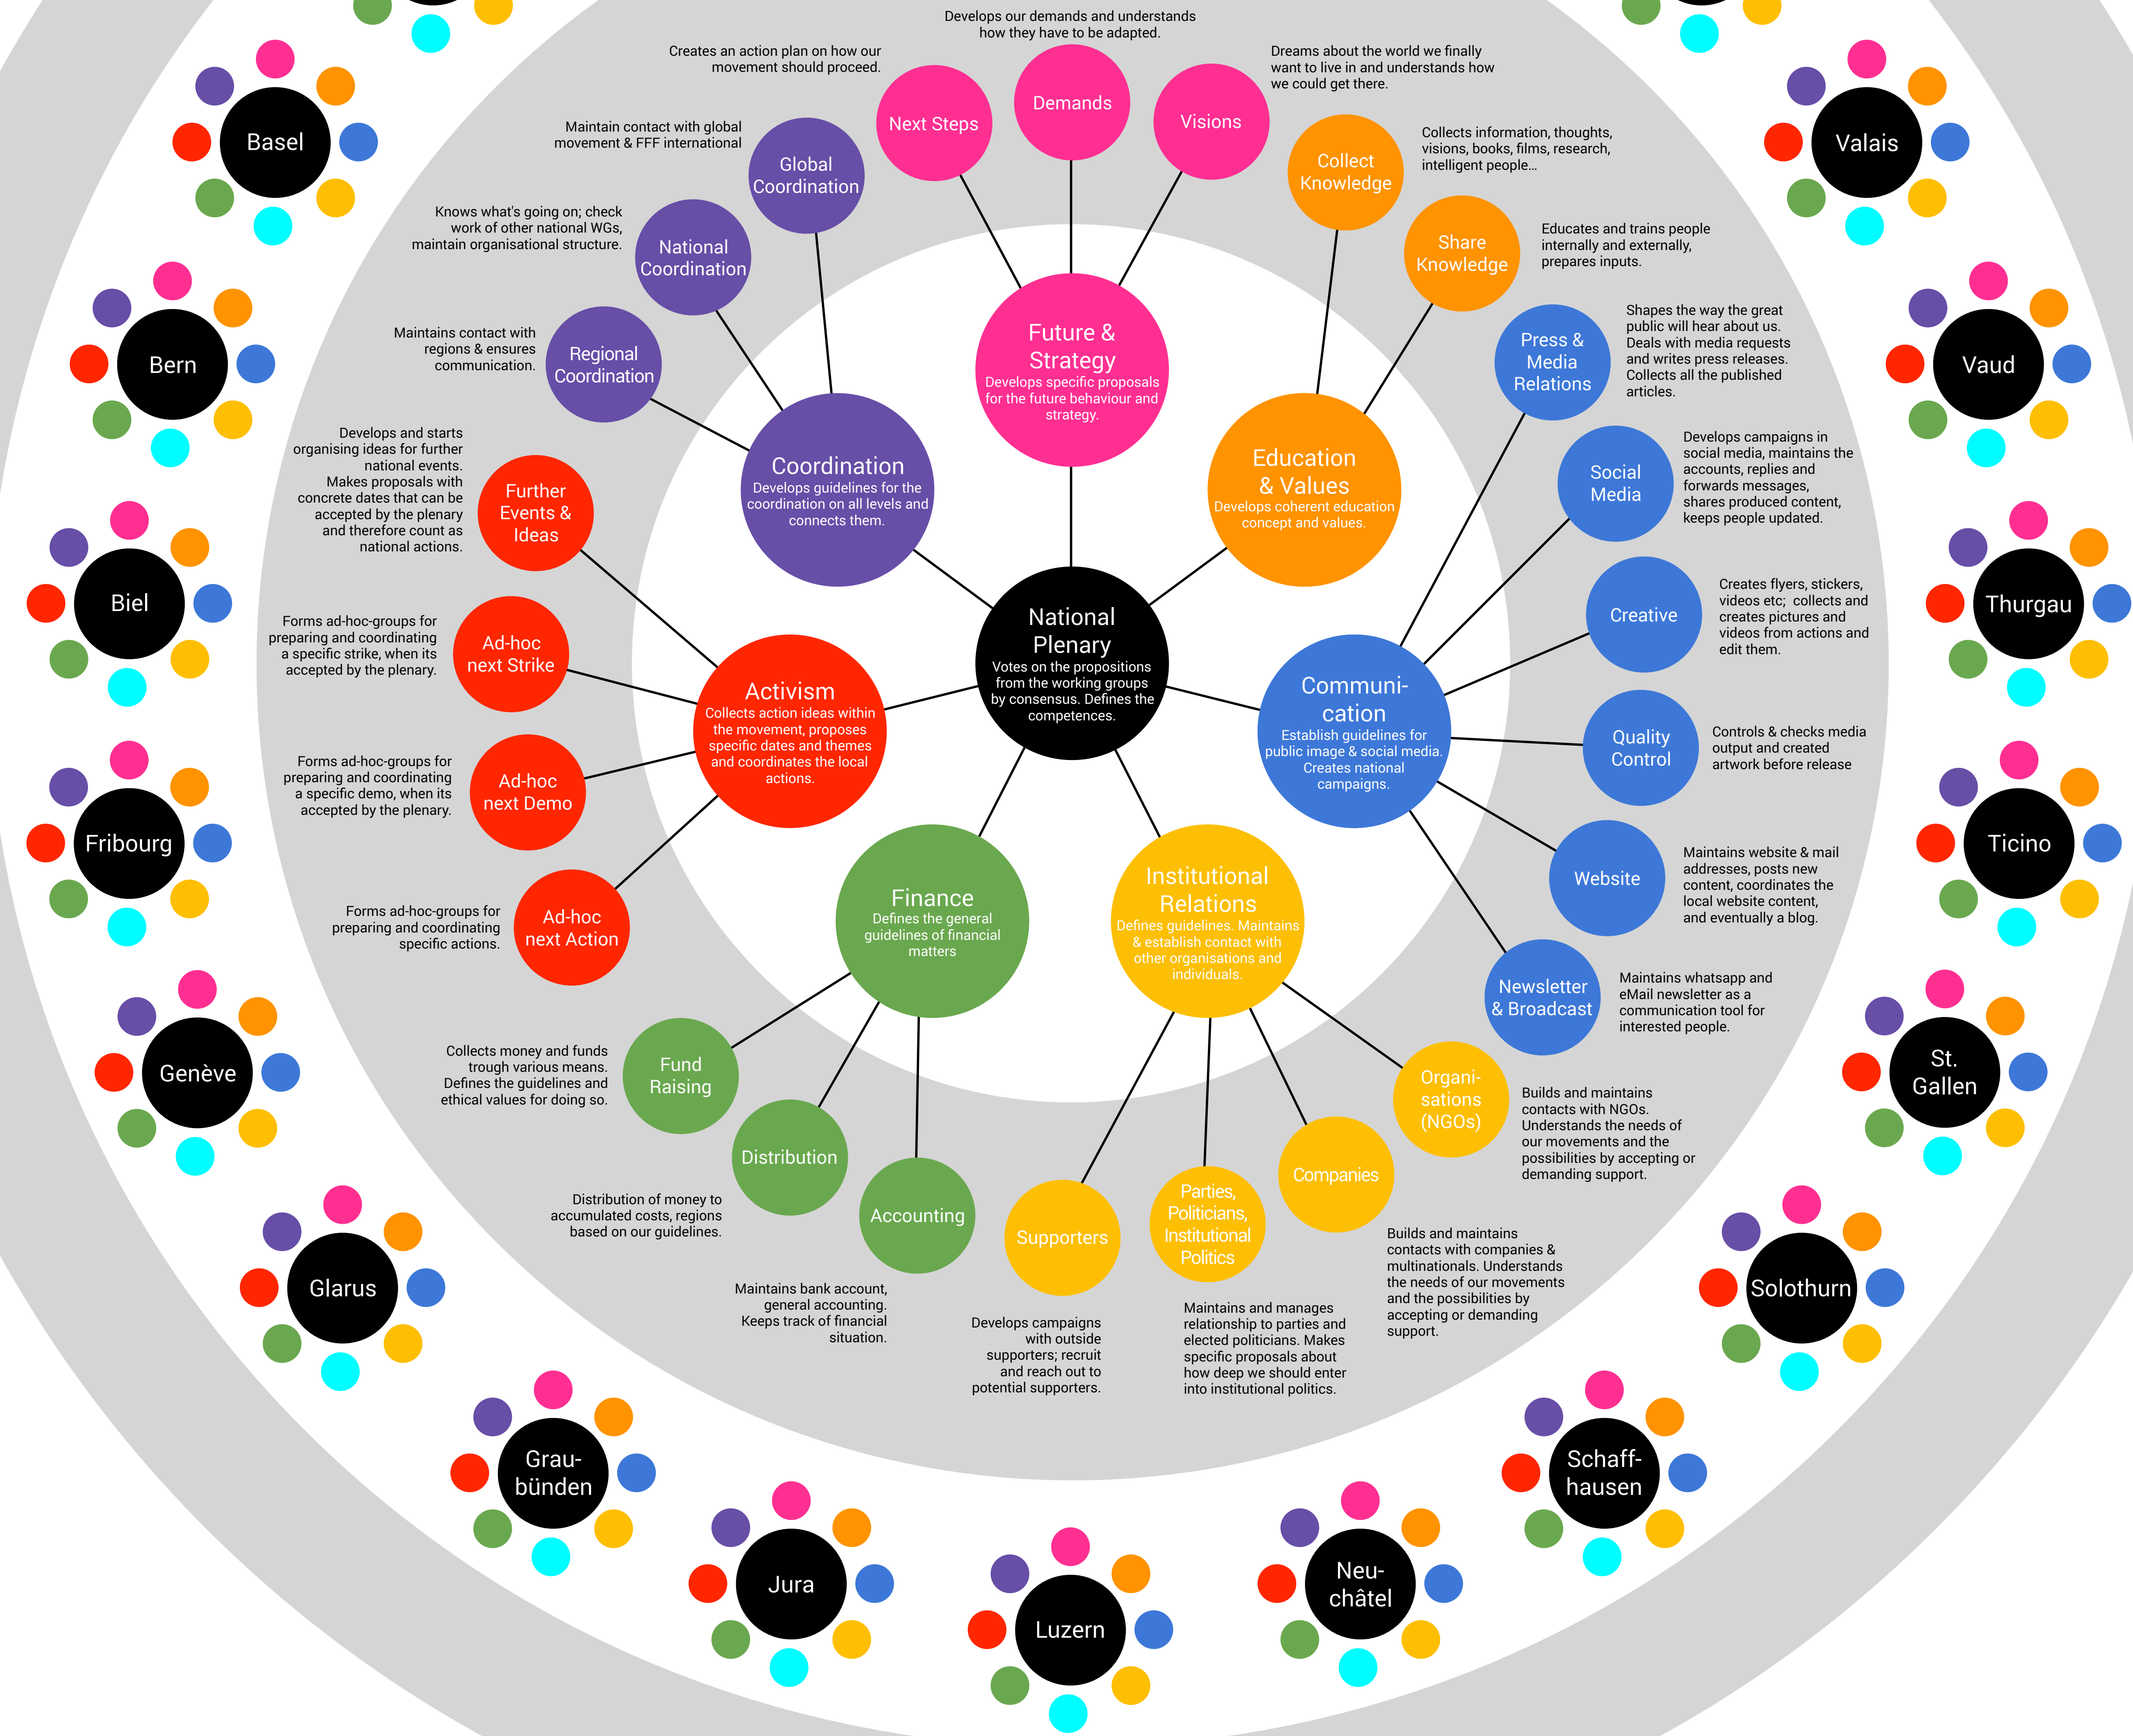 Develops our demands and understands
how they have to be adapted.
Creates an action plan on how our
movement should proceed.
Dreams about the world we finally
want to live in and understands how
we could get there.
Next Steps
Demands
Visions
Maintain contact with global
movement & FFF international
Global
Coordination
Collect
Knowledge
Collects information, thoughts,
visions, books, films, research,
intelligent people...
Knows what's going on; check
work of other national WGs,
maintain organisational structure.
National
Coordination
Share
Knowledge
Educates and trains people
internally and externally,
prepares inputs.
Maintains contact with
regions & ensures
communication.
Regional
Coordination
Press &
Media
Relations
Shapes the way the great
public will hear about us.
Deals with media requests
and writes press releases.
Collects all the published
articles.
Future &
Strategy
Develops specific proposals
for the future behaviour and
strategy.
Coordination
Develops guidelines for the
coordination on all levels and
connects them.
Education
& Values
Develops coherent education
concept and values.
Develops and starts
organising ideas for further
national events.
Makes proposals with
concrete dates that can be
accepted by the plenary
and therefore count as
national actions.
Further
Events &
Ideas
Social
Media
Develops campaigns in
social media, maintains the
accounts, replies and
forwards messages,
shares produced content,
keeps people updated.
Forms ad-hoc-groups for
preparing and coordinating
a specific strike, when its
accepted by the plenary.
Ad-hoc
next Strike
National
Plenary
Votes on the propositions
from the working groups
by consensus. Defines the
competences.
Creative
Creates flyers, stickers,
videos etc;  collects and
creates pictures and
videos from actions and
edit them.
Activism
Collects action ideas within
the movement, proposes
specific dates and themes
and coordinates the local
actions.
Communi-
cation
Establish guidelines for
public image & social media.
Creates national
campaigns.
Quality
Control
Controls & checks media
output and created
artwork before release
Forms ad-hoc-groups for
preparing and coordinating
a specific demo, when its
accepted by the plenary.
Ad-hoc
next Demo
Website
Maintains website & mail
addresses, posts new
content, coordinates the
local website content,
and eventually a blog.
Forms ad-hoc-groups for
preparing and coordinating
specific actions.
Ad-hoc
next Action
Finance
Defines the general
guidelines of financial
matters
Institutional
Relations
Defines guidelines. Maintains
& establish contact with
other organisations and
individuals.
Newsletter
& Broadcast
Maintains whatsapp and
eMail newsletter as a
communication tool for
interested people.
Collects money and funds
trough various means.
Defines the guidelines and
ethical values for doing so.
Fund
Raising
Organi-
sations
(NGOs)
Builds and maintains
contacts with NGOs.
Understands the needs of
our movements and the
possibilities by accepting or
demanding support.
Distribution
Distribution of money to
accumulated costs, regions
based on our guidelines.
Accounting
Maintains bank account,
general accounting.
Keeps track of financial
situation.
Supporters
Develops campaigns
with outside
supporters; recruit
and reach out to
potential supporters.
Parties,
Politicians,
Institutional
Politics
Maintains and manages
relationship to parties and
elected politicians. Makes
specific proposals about
how deep we should enter
into institutional politics.
Companies
Builds and maintains
contacts with companies &
multinationals. Understands
the needs of our movements
and the possibilities by
accepting or demanding
support.
Basel
Bern
Biel
Fribourg
Genève
Glarus
Grau-
bünden
Jura
Luzern
Neu-
châtel
Schaff-
hausen
Solothurn
St.
Gallen
Ticino
Thurgau
Vaud
Valais